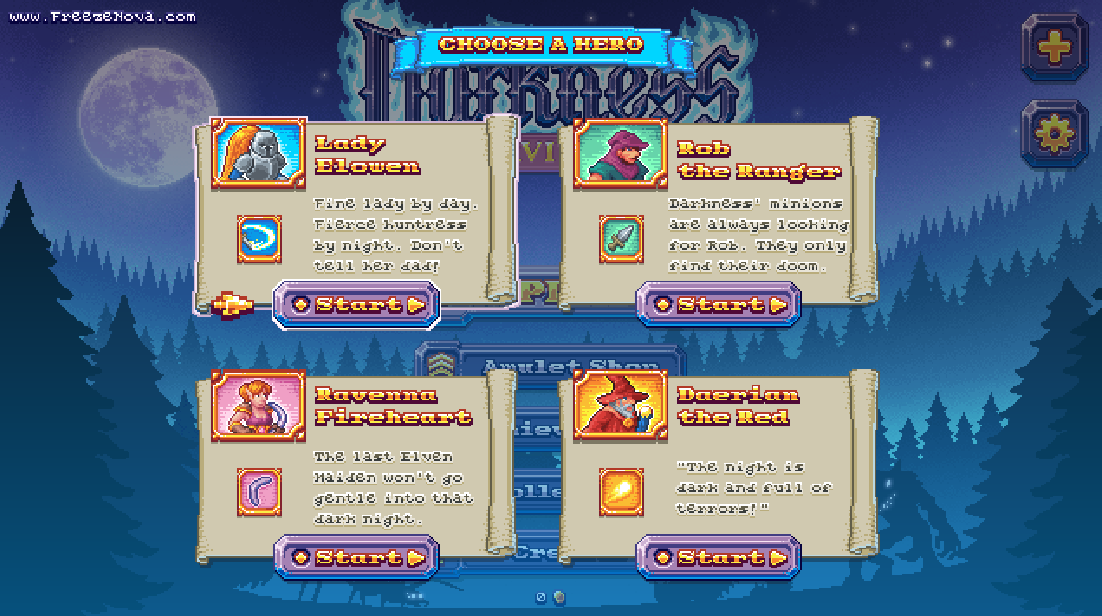 www.FreezeNova.com
CHOOSE A HERO
Darkness
VI
Lady
Elowen
Fine lady by day.
Fierce huntress
by night. Don't
tell her dad!
Start
Rob
the Ranger
Darkness' minions
are always looking
for Rob. They only
find their doom.
Start
Amulet Shop
Ravenna
Fireheart
The last Elven
Maiden won't go
gentle into that
dark night.
Start
Daerian
the Red
"The night is
dark and full of
terrors!"
Start